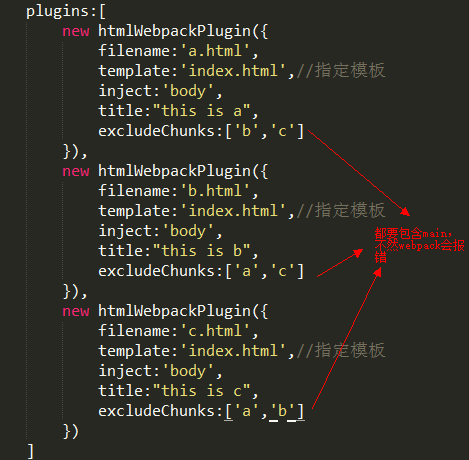 plugins:[
new htmlWebpackPlugin({
filename:'a.html',
template:'index.html',//指定模板
inject:'body',
title:"this is a",
excludeChunks:['b','c']
}),
new htmlWebpackPlugin({
filename:'b.html',
template:'index.html',//指定模板
inject:'body',
title:"this is b",
excludeChunks:['a','c']
}),
new htmlWebpackPlugin({
filename:'c.html',
template:'index.html',//指定模板
inject:'body',
title:"this is c",
excludeChunks:['a','b']
})
]
都要包含main，
不然webpack会报
错